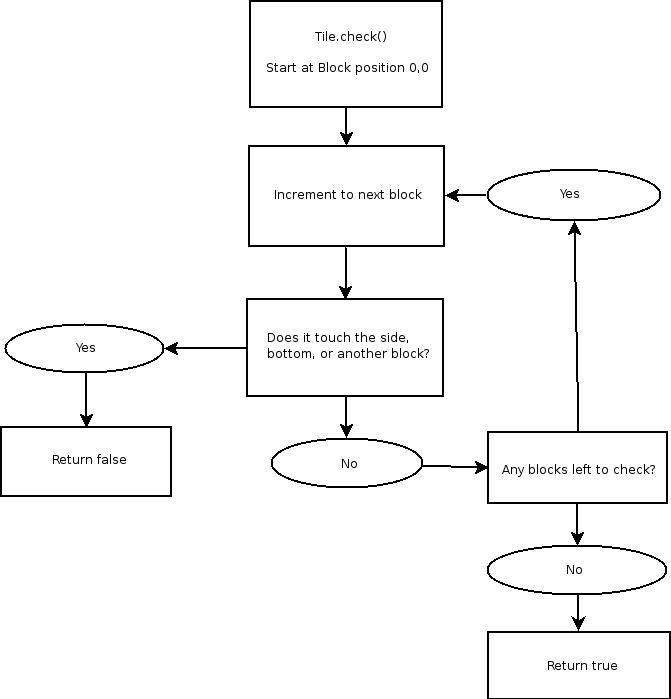 Tile.check()
Start at Block position 0,0
Increment to next block
Yes
Does it touch the side,
bottom, or another block?
Yes
Return false
No
Any blocks left to check?
No
Return true